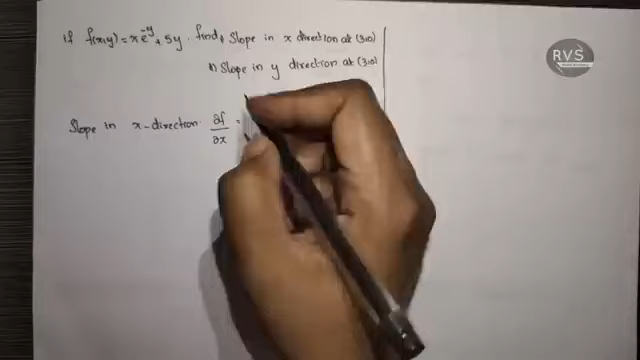 If f(x,y) = x e^-y + 5y. find i) Slope in x direction at (3,0)
ii) Slope in y direction at (3,0)
Slope in x-direction. ∂f/∂x =
RVS